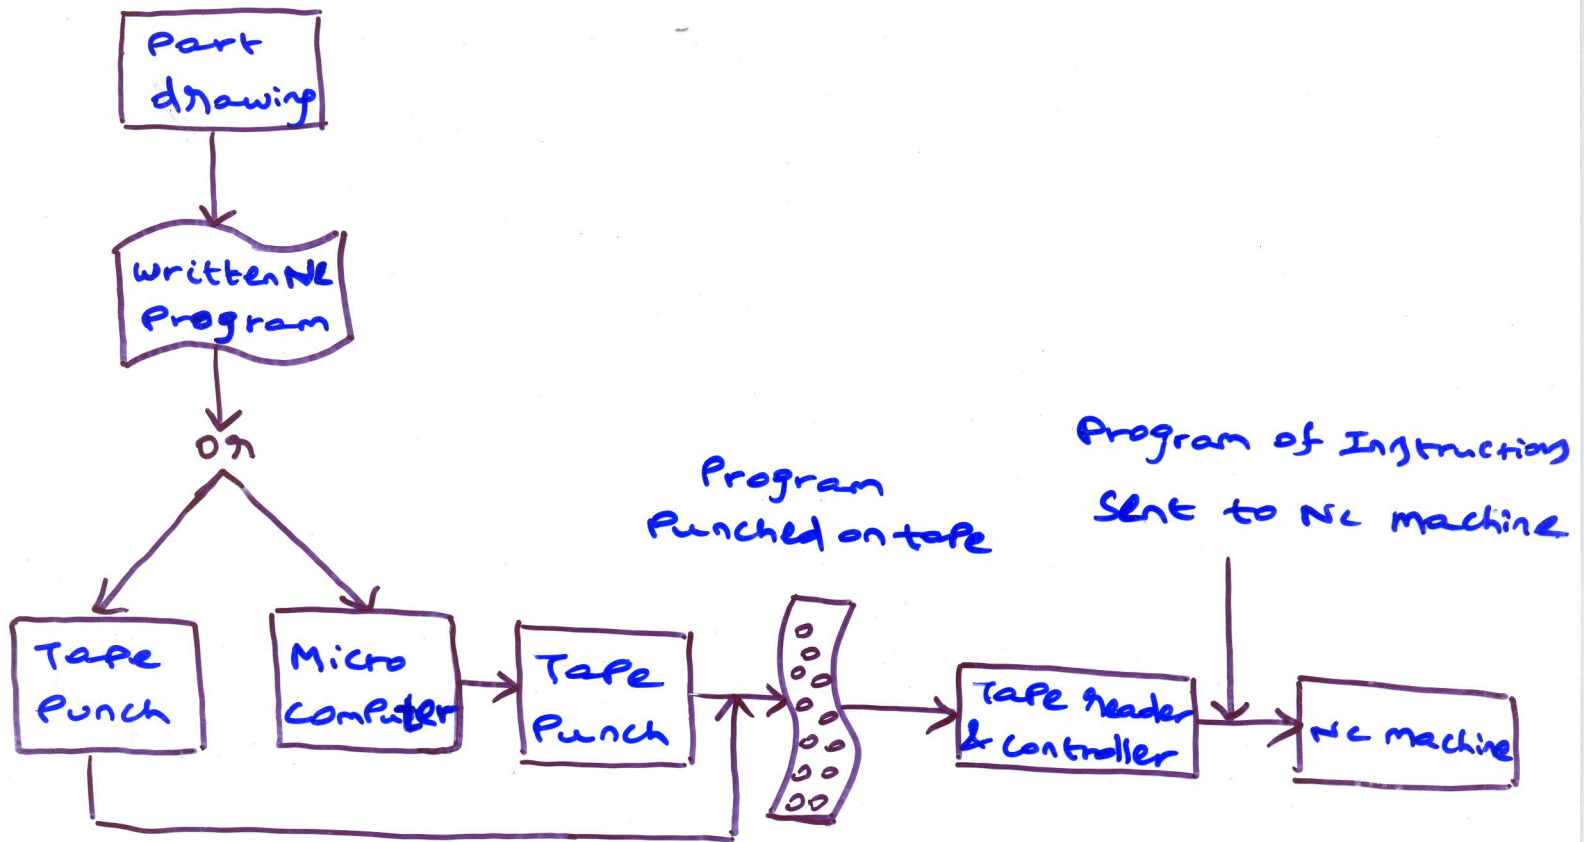 Part
drawing
written NC
Program
or
Program
Punched on tape
Program of Instructions
Sent to NC machine
Tape
Punch
Micro
computer
Tape
Punch
Tape reader
& controller
NC machine